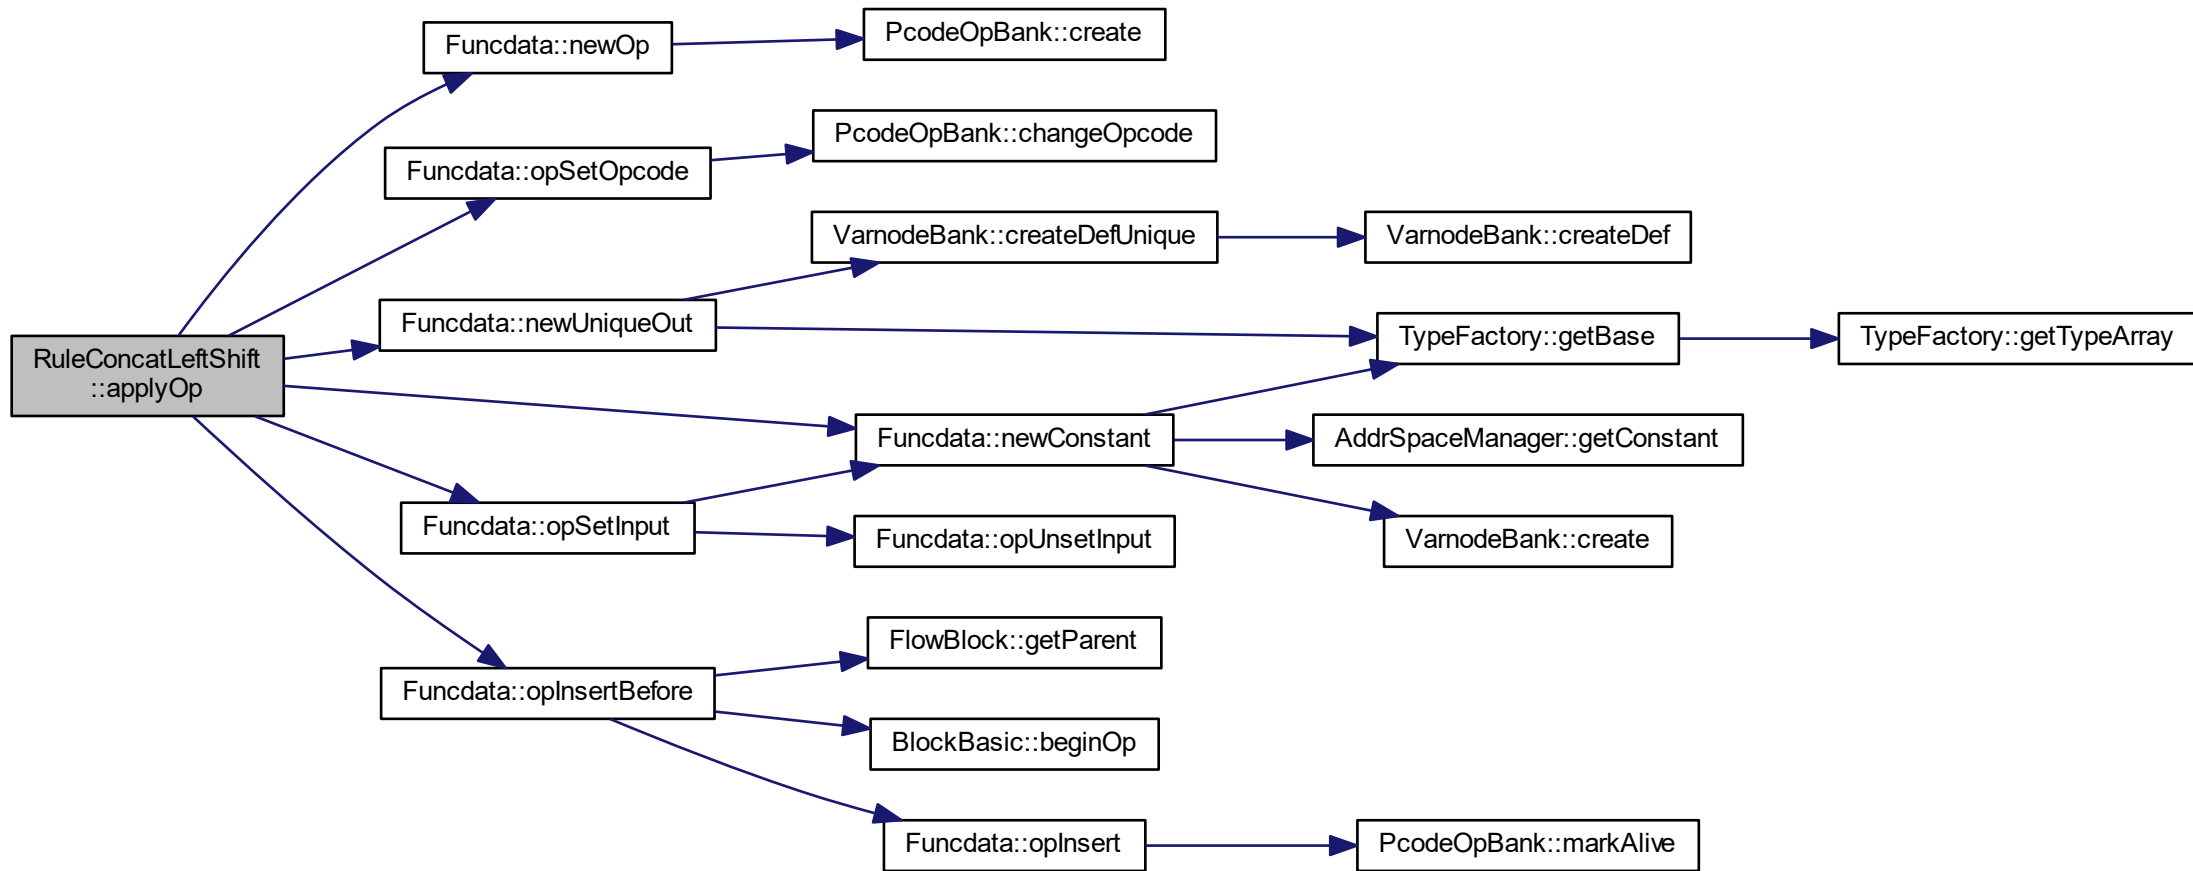 Funcdata::newOp
PcodeOpBank::create
Funcdata::opSetOpcode
PcodeOpBank::changeOpcode
VarnodeBank::createDefUnique
VarnodeBank::createDef
RuleConcatLeftShift
::applyOp
Funcdata::newUniqueOut
TypeFactory::getBase
TypeFactory::getTypeArray
Funcdata::newConstant
AddrSpaceManager::getConstant
Funcdata::opSetInput
Funcdata::opUnsetInput
VarnodeBank::create
Funcdata::opInsertBefore
FlowBlock::getParent
BlockBasic::beginOp
Funcdata::opInsert
PcodeOpBank::markAlive